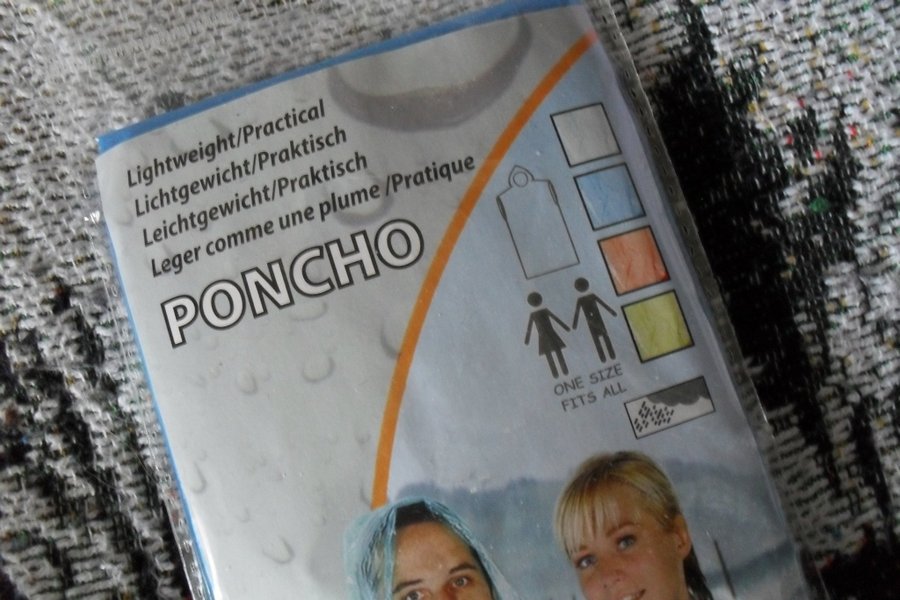 Lightweight/Practical
Lichtgewicht/Praktisch
Leichtgewicht/Praktisch
Leger comme une plume /Pratique
PONCHO
ONE SIZE
FITS ALL